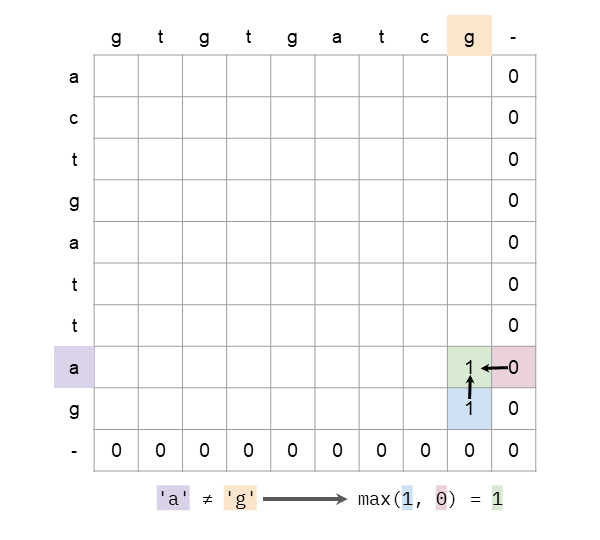 g t g t g a t c g -
a 0
c 0
t 0
g 0
a 0
t 0
t 0
a 1 0
g 1 0
- 0 0 0 0 0 0 0 0 0 0
'a' ≠ 'g' max(1, 0) = 1